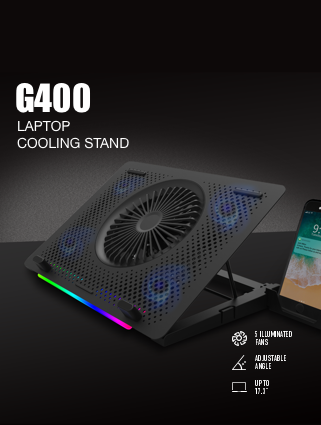 G400
LAPTOP
COOLING STAND
5 ILLUMINATED
FANS
ADJUSTABLE
ANGLE
UP TO
17.3"